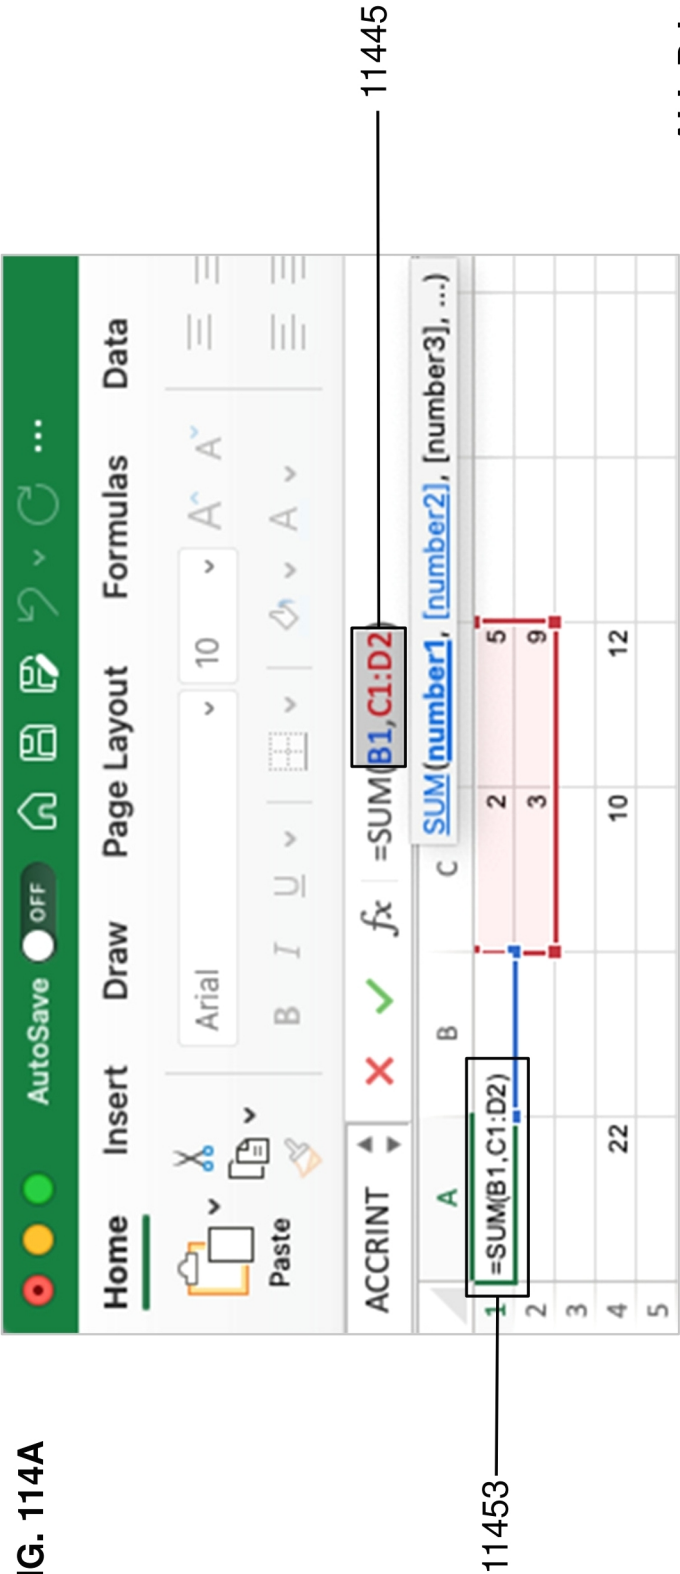 G. 114A
AutoSave OFF ...
Home Insert Draw Page Layout Formulas Data
Paste
Arial 10 A A
B I U A
ACCRINT fx =SUM(B1,C1:D2)
11445
SUM(number1, [number2], [number3], ...)
A B C
1 =SUM(B1,C1:D2) 2 5
11453
2 3 9
3
4 22 10 12
5